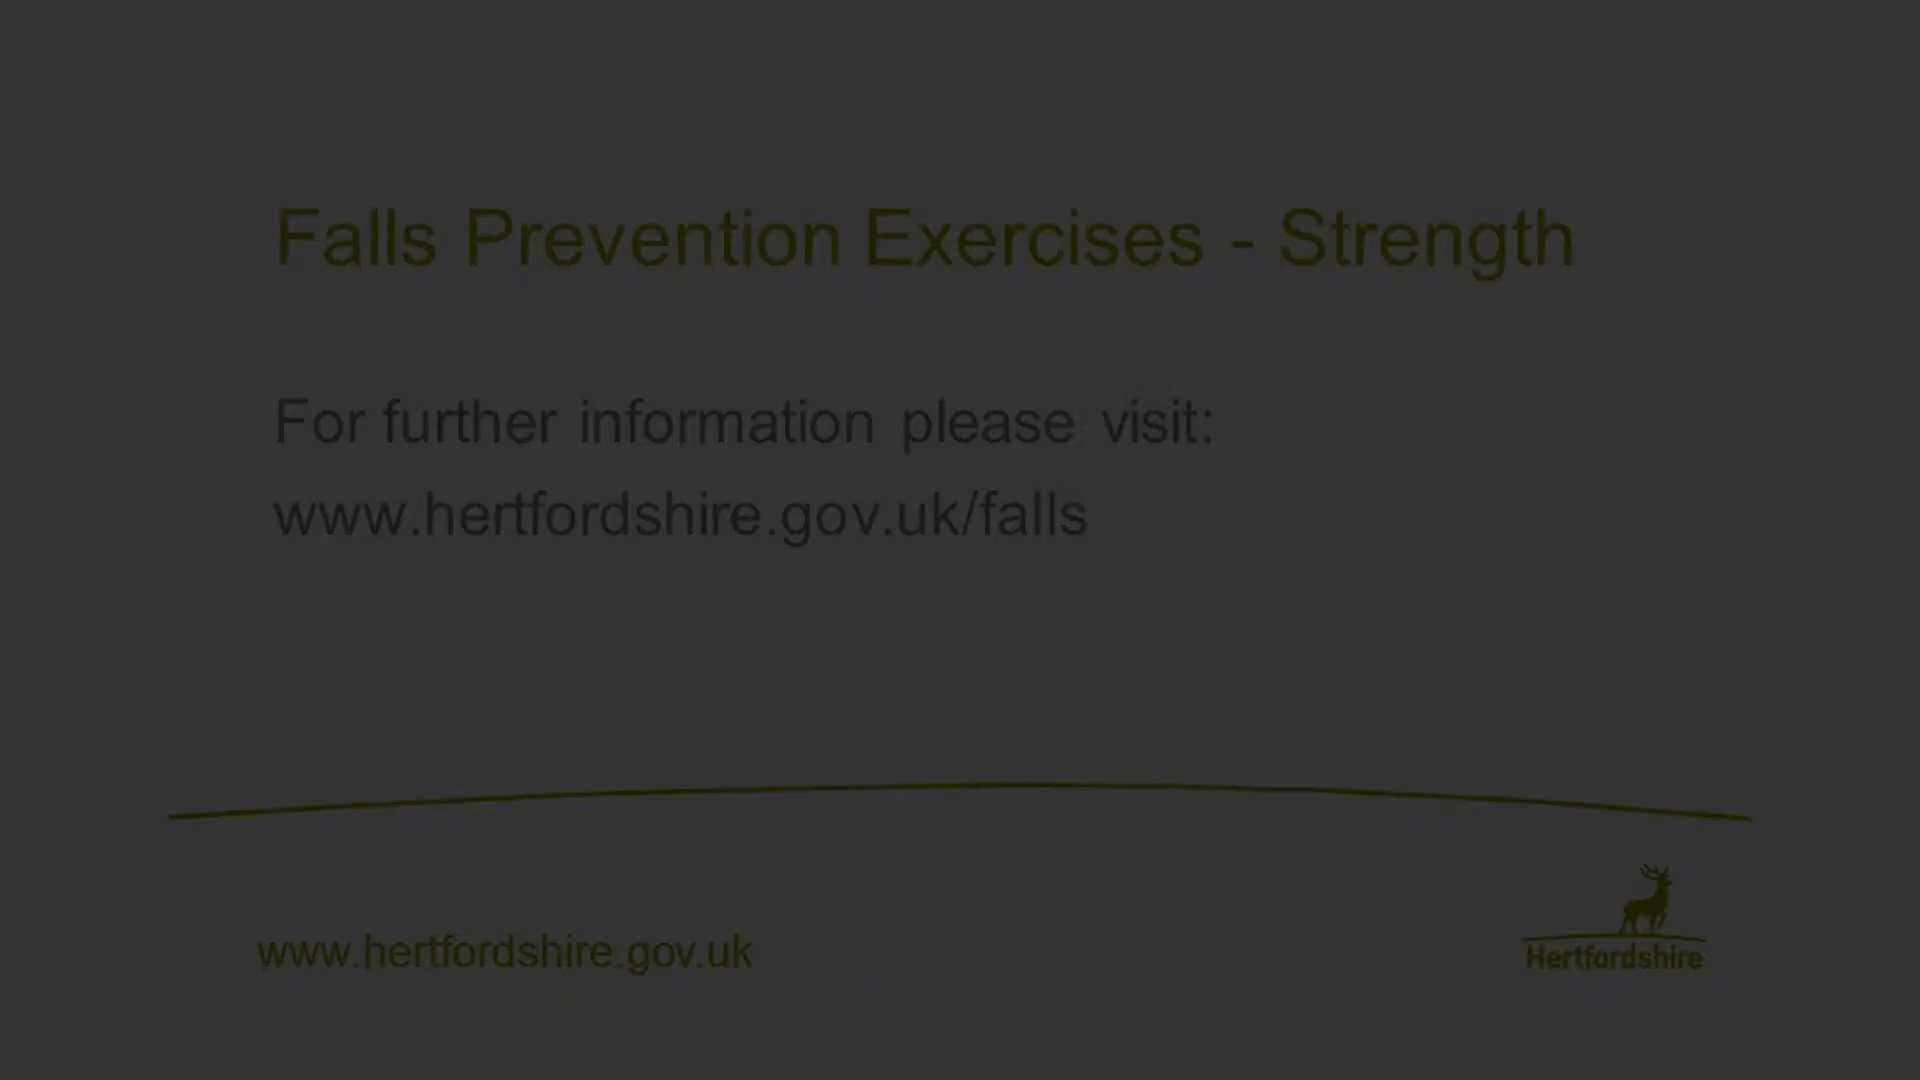 Falls Prevention Exercises - Strength
For further information please visit:
www.hertfordshire.gov.uk/falls
www.hertfordshire.gov.uk
Hertfordshire